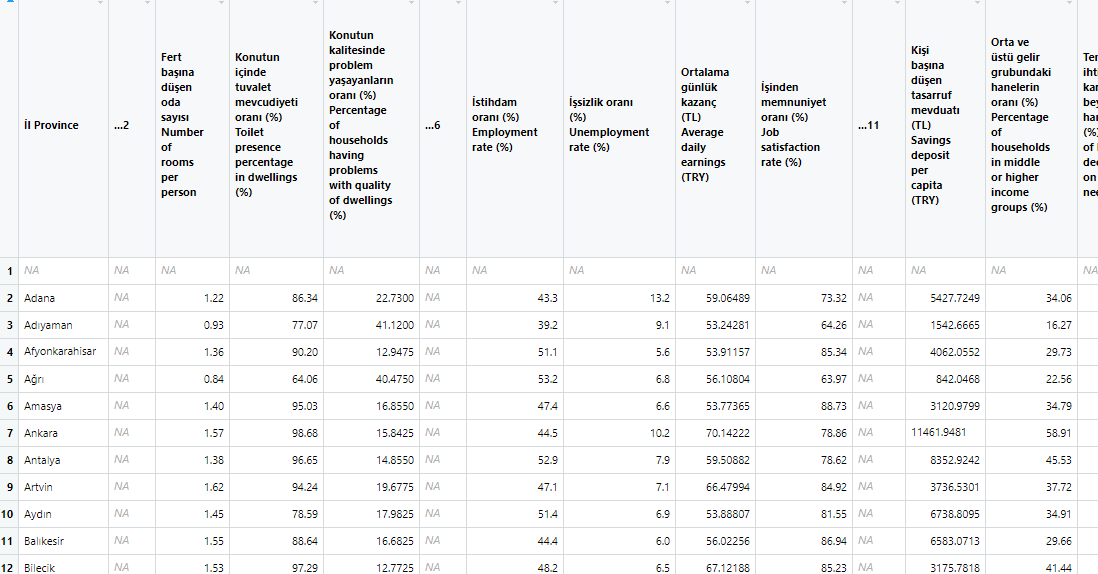 İl Province
...2
Fert
başına
düşen
oda
sayısı
Number
of
rooms
per
person
Konutun
içinde
tuvalet
mevcudiyeti
oranı (%)
Toilet
presence
percentage
in dwellings
(%)
Konutun
kalitesinde
problem
yaşayanların
oranı (%)
Percentage
of
households
having
problems
with quality
of dwellings
(%)
...6
İstihdam
oranı (%)
Employment
rate (%)
İşsizlik oranı
(%)
Unemployment
rate (%)
Ortalama
günlük
kazanç
(TL)
Average
daily
earnings
(TRY)
İşinden
memnuniyet
oranı (%)
Job
satisfaction
rate (%)
...11
Kişi
başına
düşen
tasarruf
mevduatı
(TL)
Savings
deposit
per
capita
(TRY)
Orta ve
üstü gelir
grubundaki
hanelerin
oranı (%)
Percentage
of
households
in middle
or higher
income
groups (%)
Ter
ihti
kar
bey
har
(%)
of
dec
on
nee
1 NA NA NA NA NA NA NA NA NA NA NA NA NA NA
2 Adana NA 1.22 86.34 22.7300 NA 43.3 13.2 59.06489 73.32 NA 5427.7249 34.06
3 Adıyaman NA 0.93 77.07 41.1200 NA 39.2 9.1 53.24281 64.26 NA 1542.6665 16.27
4 Afyonkarahisar NA 1.36 90.20 12.9475 NA 51.1 5.6 53.91157 85.34 NA 4062.0552 29.73
5 Ağrı NA 0.84 64.06 40.4750 NA 53.2 6.8 56.10804 63.97 NA 842.0468 22.56
6 Amasya NA 1.40 95.03 16.8550 NA 47.4 6.6 53.77365 88.73 NA 3120.9799 34.79
7 Ankara NA 1.57 98.68 15.8425 NA 44.5 10.2 70.14222 78.86 NA 11461.9481 58.91
8 Antalya NA 1.38 96.65 14.8550 NA 52.9 7.9 59.50882 78.62 NA 8352.9242 45.53
9 Artvin NA 1.62 94.24 19.6775 NA 47.1 7.1 66.47994 84.92 NA 3736.5301 37.72
10 Aydın NA 1.45 78.59 17.9825 NA 51.4 6.9 53.88807 81.55 NA 6738.8095 34.91
11 Balıkesir NA 1.55 88.64 16.6825 NA 44.4 6.0 56.02256 86.94 NA 6583.0713 29.66
12 Bilecik NA 1.53 97.29 12.7725 NA 48.2 6.5 67.12188 85.23 NA 3175.7818 41.44